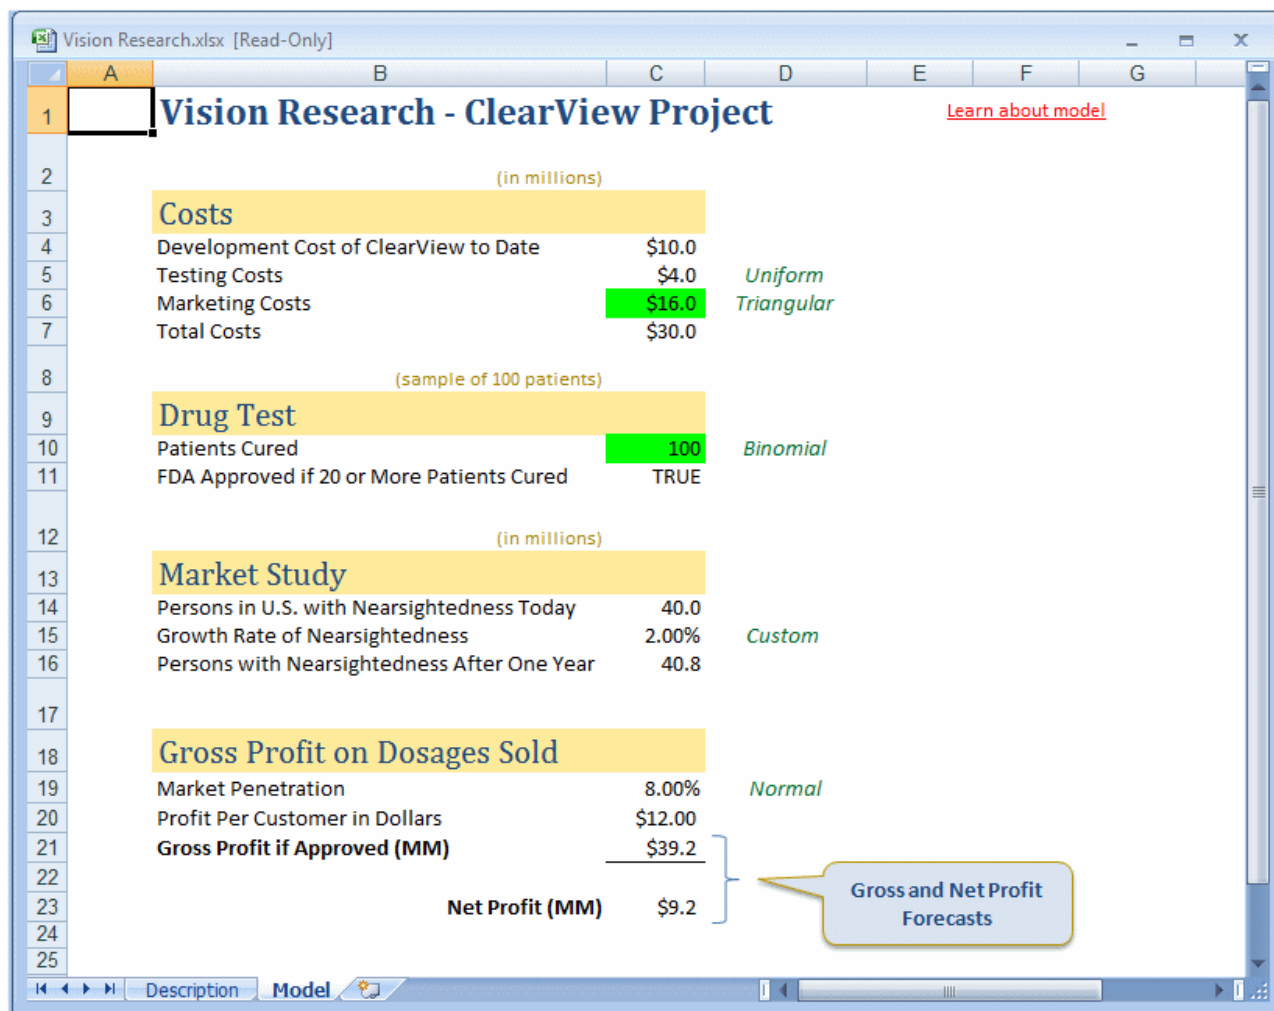 Vision Research.xlsx [Read-Only]
A B C D E F G
1 Vision Research - ClearView Project Learn about model
2 (in millions)
3 Costs
4 Development Cost of ClearView to Date $10.0
5 Testing Costs $4.0 Uniform
6 Marketing Costs $16.0 Triangular
7 Total Costs $30.0
8 (sample of 100 patients)
9 Drug Test
10 Patients Cured 100 Binomial
11 FDA Approved if 20 or More Patients Cured TRUE
12 (in millions)
13 Market Study
14 Persons in U.S. with Nearsightedness Today 40.0
15 Growth Rate of Nearsightedness 2.00% Custom
16 Persons with Nearsightedness After One Year 40.8
17
18 Gross Profit on Dosages Sold
19 Market Penetration 8.00% Normal
20 Profit Per Customer in Dollars $12.00
21 Gross Profit if Approved (MM) $39.2
22
Gross and Net Profit
Forecasts
23 Net Profit (MM) $9.2
24
25
Description Model